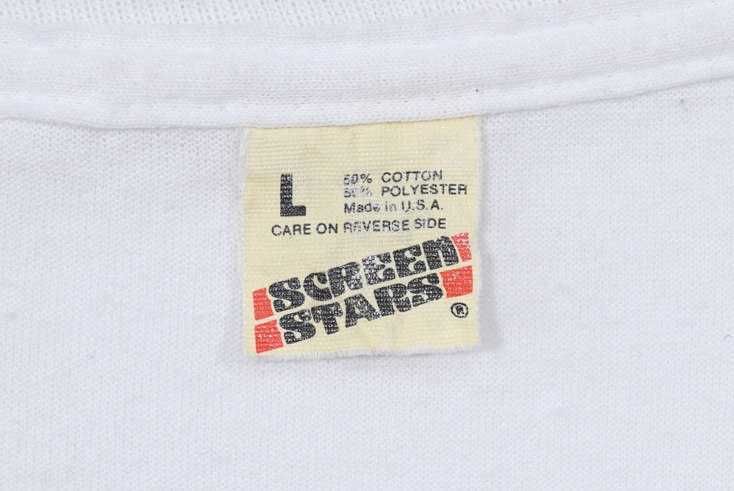 L
50% COTTON
50% POLYESTER
Made in U.S.A.
CARE ON REVERSE SIDE
SCREEN
STARS
®